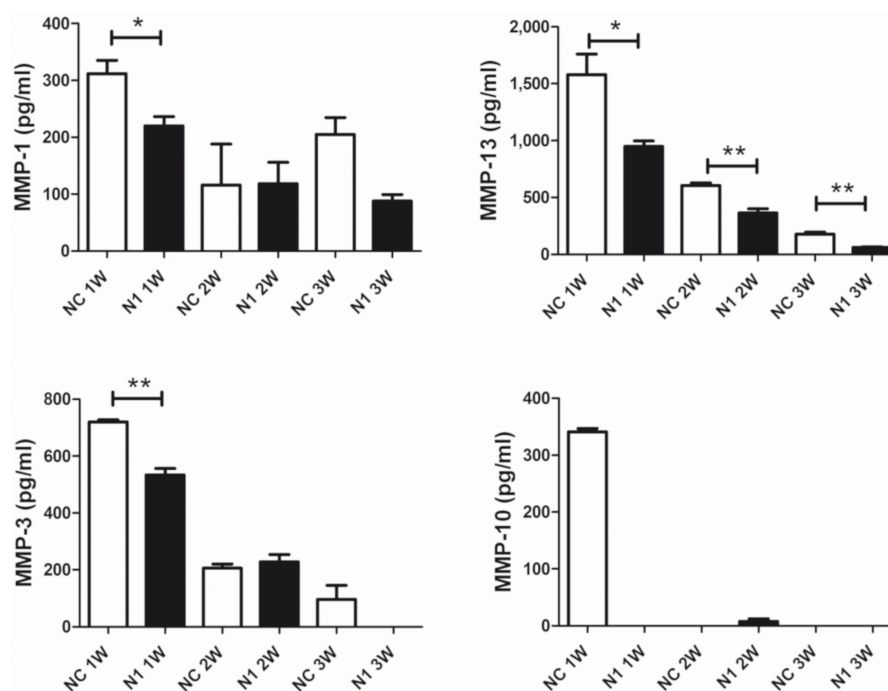 MMP-1 (pg/ml)
400
300
200
100
0
*
NC 1W
N1 1W
NC 2W
N1 2W
NC 3W
N1 3W
MMP-13 (pg/ml)
2,000
1,500
1,000
500
0
*
**
**
NC 1W
N1 1W
NC 2W
N1 2W
NC 3W
N1 3W
MMP-3 (pg/ml)
800
600
400
200
0
**
NC 1W
N1 1W
NC 2W
N1 2W
NC 3W
N1 3W
MMP-10 (pg/ml)
400
300
200
100
0
NC 1W
N1 1W
NC 2W
N1 2W
NC 3W
N1 3W